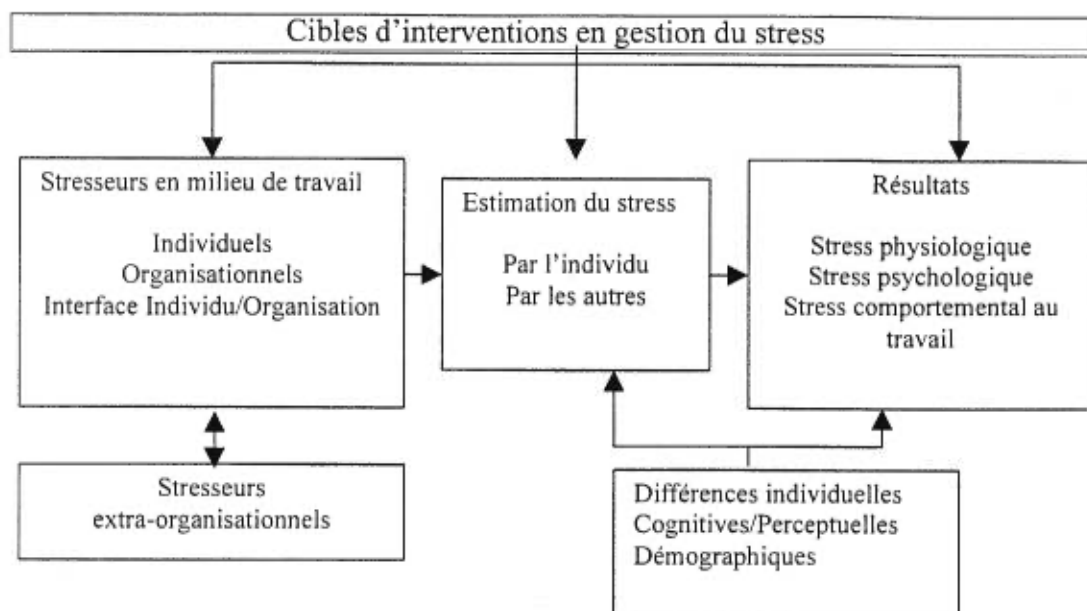 Cibles d'interventions en gestion du stress
Stresseurs en milieu de travail
Individuels
Organisationnels
Interface Individu/Organisation
Estimation du stress
Par l'individu
Par les autres
Résultats
Stress physiologique
Stress psychologique
Stress comportemental au
travail
Stresseurs
extra-organisationnels
Différences individuelles
Cognitives/Perceptuelles
Démographiques